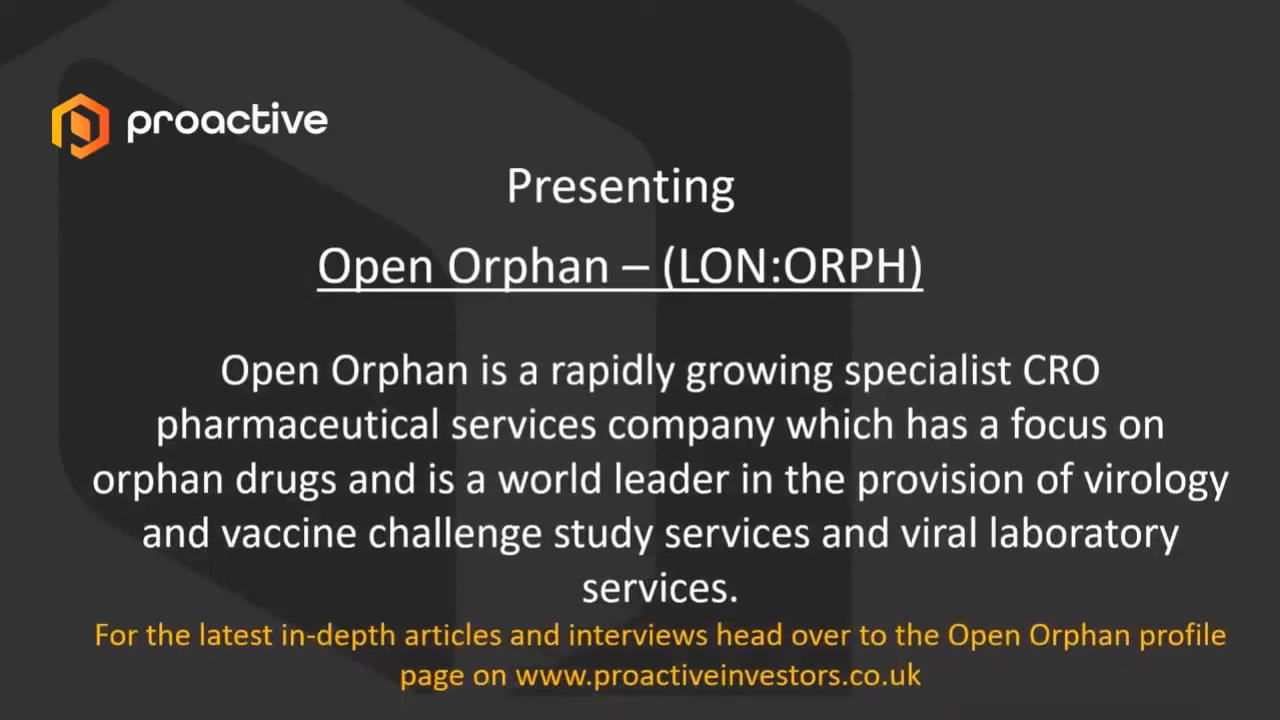 proactive
Presenting
Open Orphan – (LON:ORPH)
Open Orphan is a rapidly growing specialist CRO
pharmaceutical services company which has a focus on
orphan drugs and is a world leader in the provision of virology
and vaccine challenge study services and viral laboratory
services.
For the latest in-depth articles and interviews head over to the Open Orphan profile
page on www.proactiveinvestors.co.uk